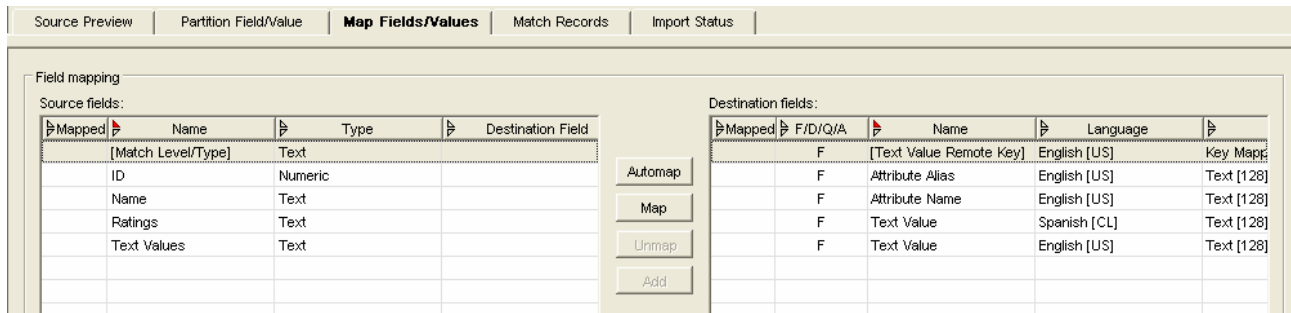 Source Preview Partition Field/Value Map Fields/Values Match Records Import Status
Field mapping
Source fields: Destination fields:
Mapped Name Type Destination Field Mapped F/D/Q/A Name Language
[Match Level/Type] Text F [Text Value Remote Key] English [US] Key Mapp
ID Numeric Automap F Attribute Alias English [US] Text [128]
Name Text Map F Attribute Name English [US] Text [128]
Ratings Text F Text Value Spanish [CL] Text [128]
Text Values Text Unmap F Text Value English [US] Text [128]
Add